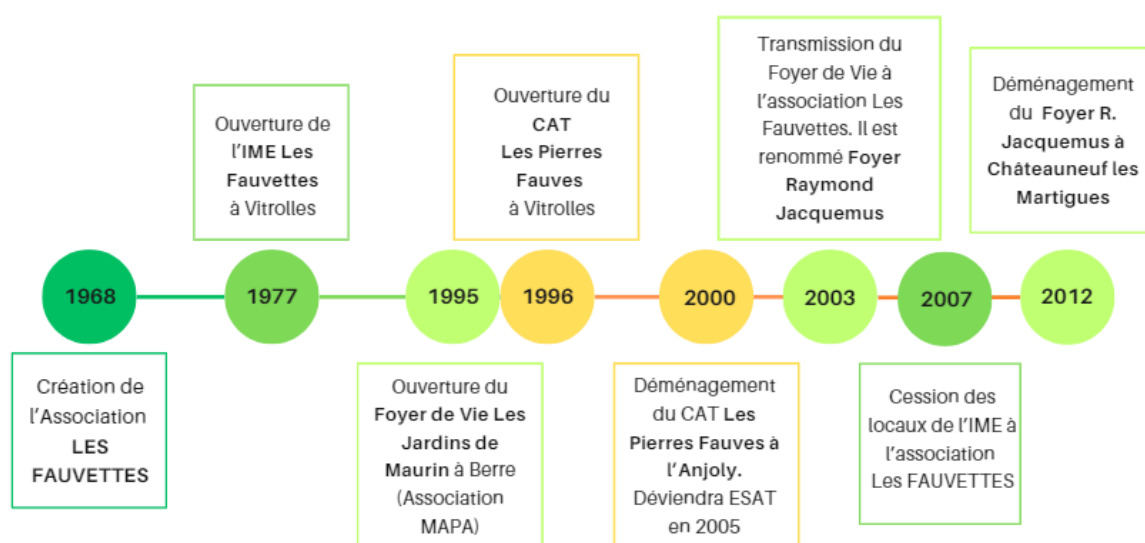 Transmission du
Foyer de Vie à
l'association Les
Fauvettes. Il est
renommé Foyer
Raymond
Jacquemus
Déménagement
du Foyer R.
Jacquemus à
Châteauneuf les
Martigues
Ouverture de
l'IME Les
Fauvettes
à Vitrolles
Ouverture du
CAT
Les Pierres
Fauves
à Vitrolles
1968
1977
1995
1996
2000
2003
2007
2012
Création de
l'Association
LES
FAUVETTES
Ouverture du
Foyer de Vie Les
Jardins de
Maurin à Berre
(Association
MAPA)
Déménagement
du CAT Les
Pierres Fauves à
l'Anjoly.
Déviendra ESAT
en 2005
Cession des
locaux de l'IME à
l'association
Les FAUVETTES